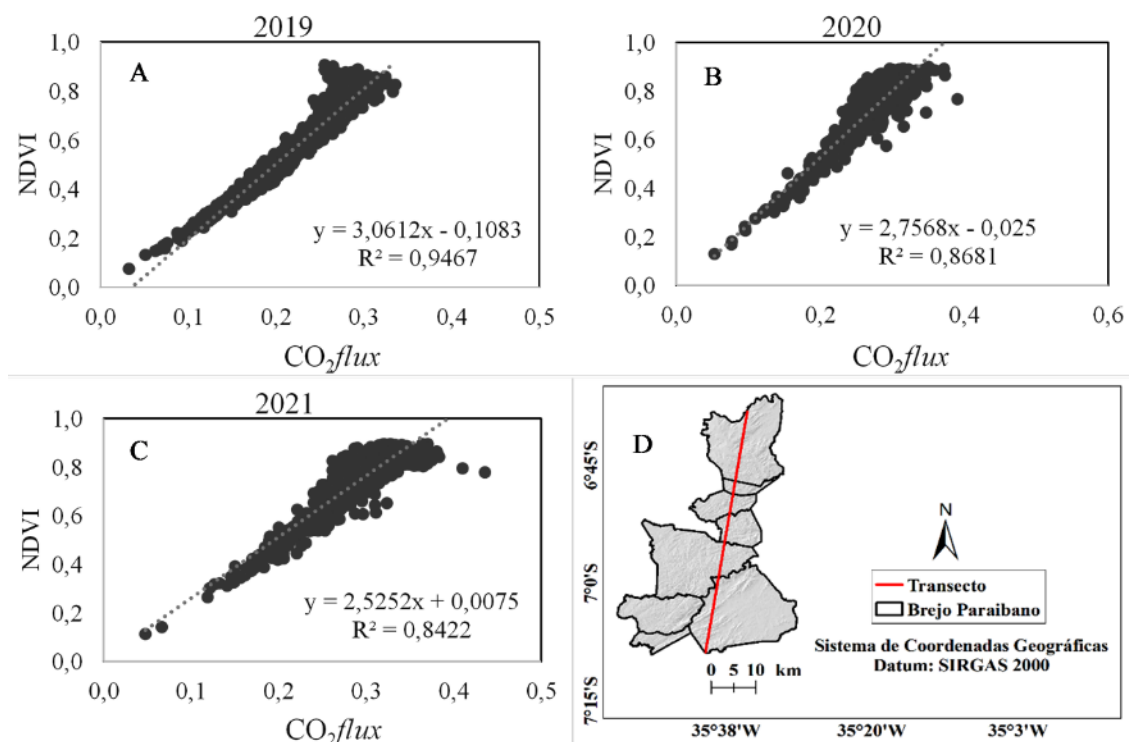 2019
A
1,0
0,8
0,6
0,4
0,2
0,0
NDVI
y = 3,0612x - 0,1083
R² = 0,9467
0,0 0,1 0,2 0,3 0,4 0,5
CO₂flux
2020
B
1,0
0,8
0,6
0,4
0,2
0,0
NDVI
y = 2,7568x - 0,025
R² = 0,8681
0,0 0,2 0,4 0,6
CO₂flux
2021
C
1,0
0,8
0,6
0,4
0,2
0,0
NDVI
y = 2,5252x + 0,0075
R² = 0,8422
0,0 0,1 0,2 0,3 0,4 0,5
CO₂flux
D
6°45'S
7°0'S
7°15'S
N
Transecto
Brejo Paraibano
Sistema de Coordenadas Geográficas
Datum: SIRGAS 2000
0 5 10 km
35°38'W 35°20'W 35°3'W